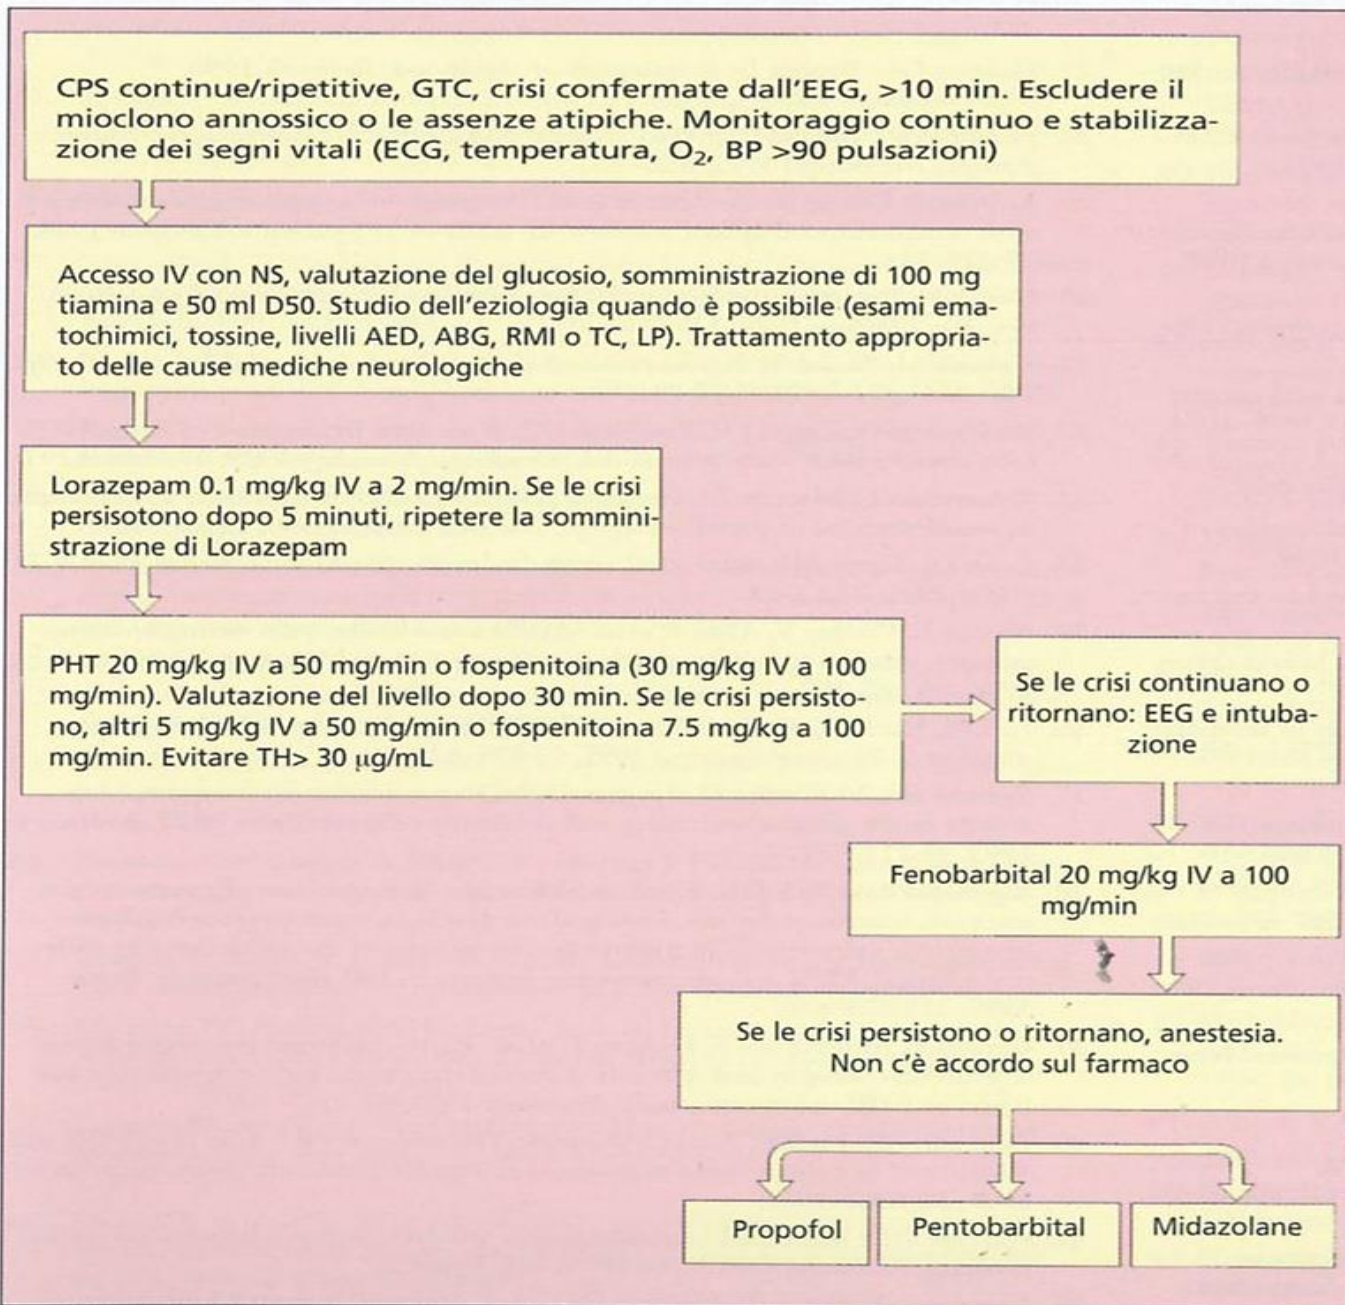 CPS continue/ripetitive, GTC, crisi confermate dall'EEG, >10 min. Escludere il
mioclono annossico o le assenze atipiche. Monitoraggio continuo e stabilizza-
zione dei segni vitali (ECG, temperatura, O₂, BP >90 pulsazioni)
Accesso IV con NS, valutazione del glucosio, somministrazione di 100 mg
tiamina e 50 ml D50. Studio dell'eziologia quando è possibile (esami ema-
tochimici, tossine, livelli AED, ABG, RMI o TC, LP). Trattamento appropria-
to delle cause mediche neurologiche
Lorazepam 0.1 mg/kg IV a 2 mg/min. Se le crisi
persisotono dopo 5 minuti, ripetere la sommini-
strazione di Lorazepam
PHT 20 mg/kg IV a 50 mg/min o fospenitoina (30 mg/kg IV a 100
mg/min). Valutazione del livello dopo 30 min. Se le crisi persisto-
no, altri 5 mg/kg IV a 50 mg/min o fospenitoina 7.5 mg/kg a 100
mg/min. Evitare TH> 30 µg/mL
Se le crisi continuano o
ritornano: EEG e intuba-
zione
Fenobarbital 20 mg/kg IV a 100
mg/min
Se le crisi persistono o ritornano, anestesia.
Non c'è accordo sul farmaco
Propofol
Pentobarbital
Midazolane